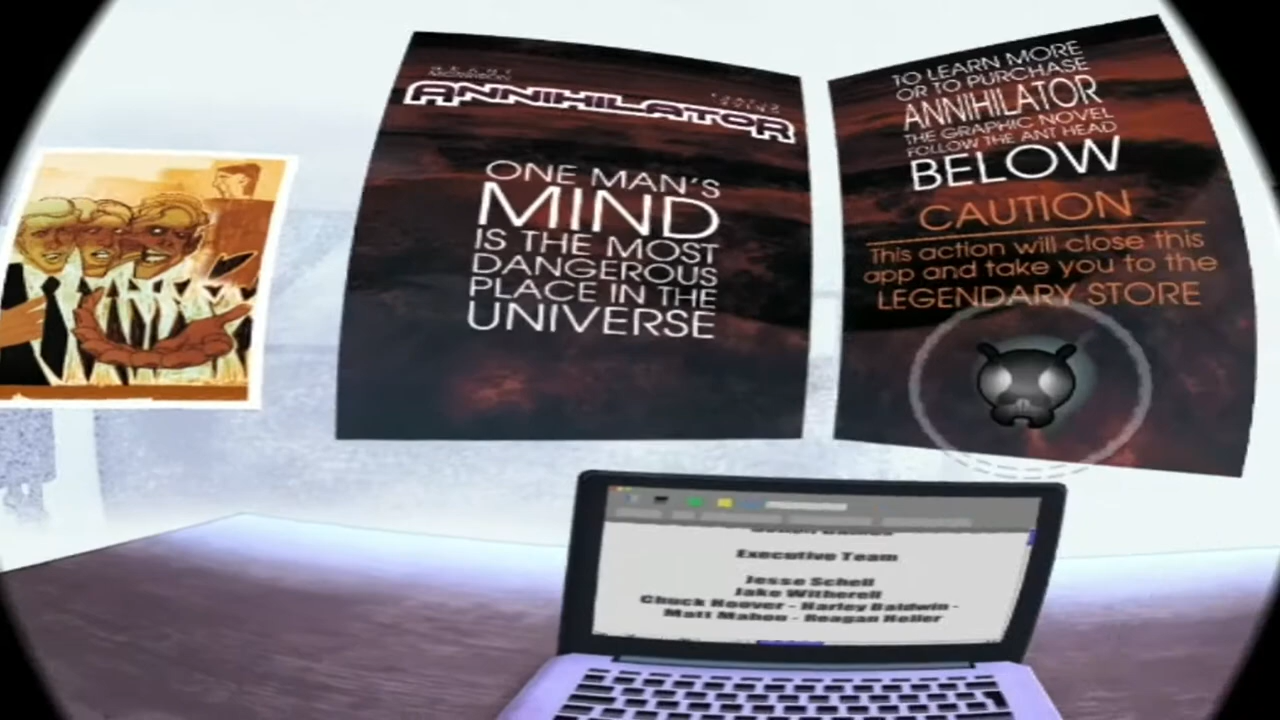 ANNIHILATOR
ONE MAN'S
MIND
IS THE MOST
DANGEROUS
PLACE IN THE
UNIVERSE
TO LEARN MORE
OR TO PURCHASE
ANNIHILATOR
THE GRAPHIC NOVEL
FOLLOW THE ANT HEAD
BELOW
CAUTION
This action will close this
app and take you to the
LEGENDARY STORE
Executive Team
Jesse Schell
Jake Witherell
Chuck Hoover - Harley Baldwin -
Matt Mahon - Reagan Heller